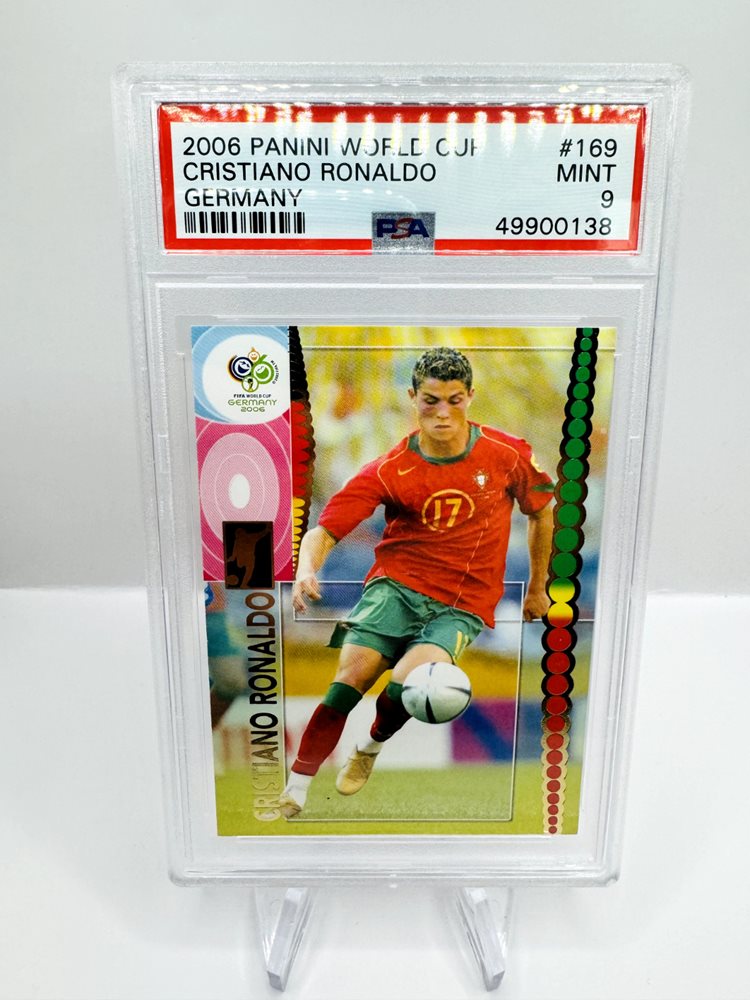 2006 PANINI WORLD CUP #169
CRISTIANO RONALDO MINT
GERMANY 9
PSA 49900138
FIFA WORLD CUP
GERMANY
2006
17
CRISTIANO RONALDO